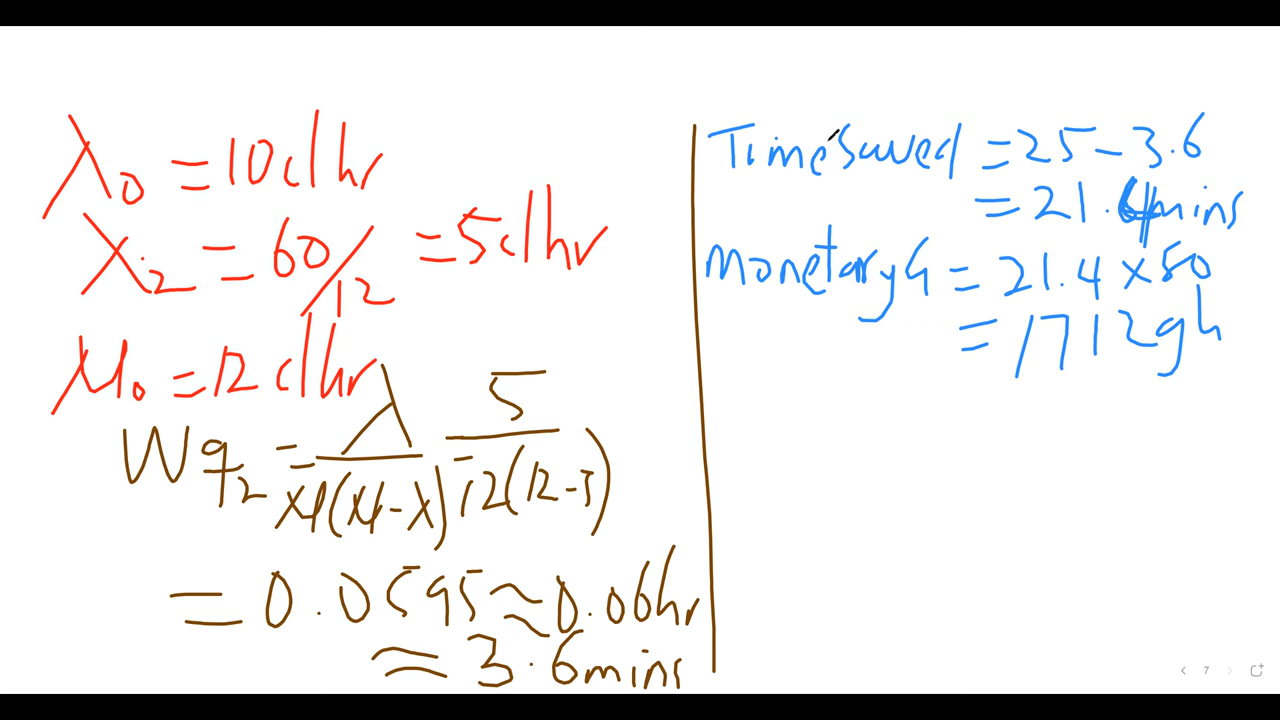 λ₀ = 10c/hr
λ₂ = 60/12 = 5c/hr
μ₀ = 12c/hr
Wq₂ = λ/μ(μ-λ) = 5/12(12-5)
= 0.0595 ≈ 0.06hr
≈ 3.6mins
Time Saved = 25 - 3.6
= 21.4mins
Monetary G = 21.4 x 80
= 1712gh
7